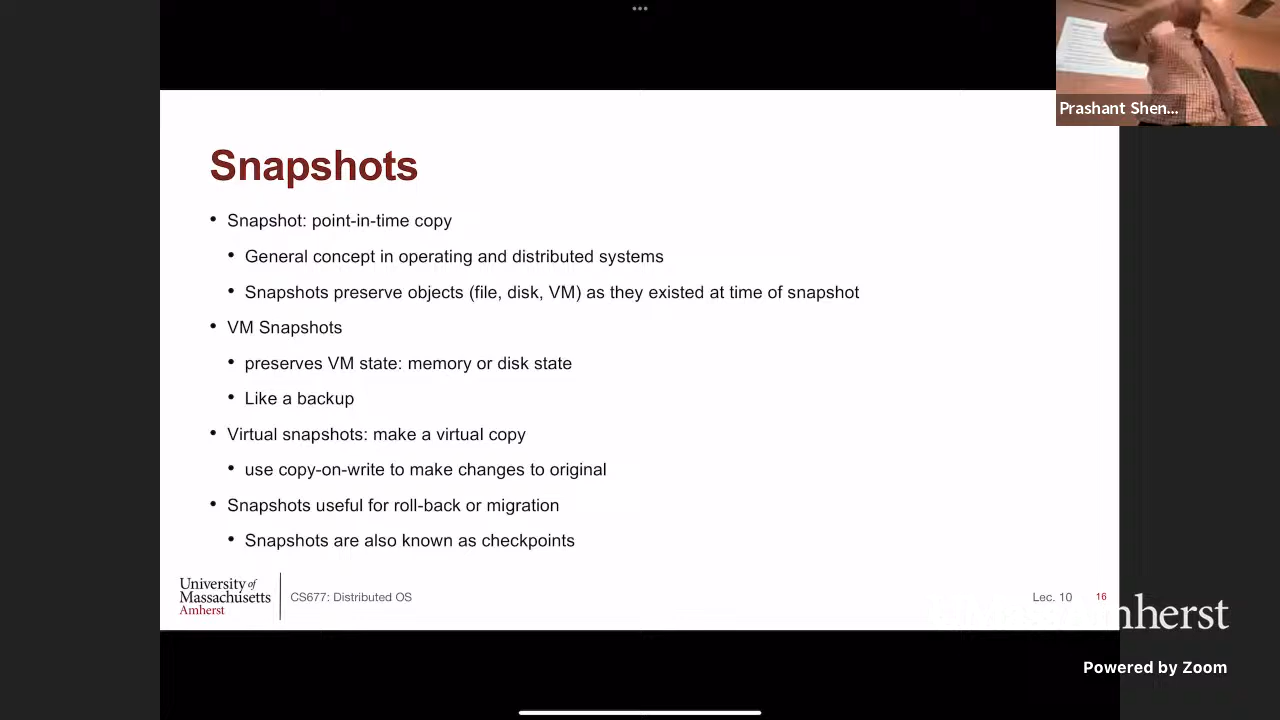 Prashant Shen...
Snapshots
• Snapshot: point-in-time copy
• General concept in operating and distributed systems
• Snapshots preserve objects (file, disk, VM) as they existed at time of snapshot
• VM Snapshots
• preserves VM state: memory or disk state
• Like a backup
• Virtual snapshots: make a virtual copy
• use copy-on-write to make changes to original
• Snapshots useful for roll-back or migration
• Snapshots are also known as checkpoints
University of
Massachusetts
Amherst
CS677: Distributed OS
Lec. 10
16
Amherst
Powered by Zoom